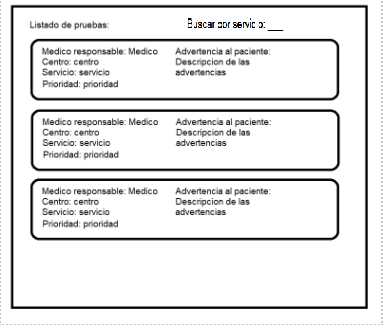 Listado de pruebas:
Buscar por servicio: ___
Medico responsable: Medico
Centro: centro
Servicio: servicio
Prioridad: prioridad
Advertencia al paciente:
Descripcion de las
advertencias
Medico responsable: Medico
Centro: centro
Servicio: servicio
Prioridad: prioridad
Advertencia al paciente:
Descripcion de las
advertencias
Medico responsable: Medico
Centro: centro
Servicio: servicio
Prioridad: prioridad
Advertencia al paciente:
Descripcion de las
advertencias